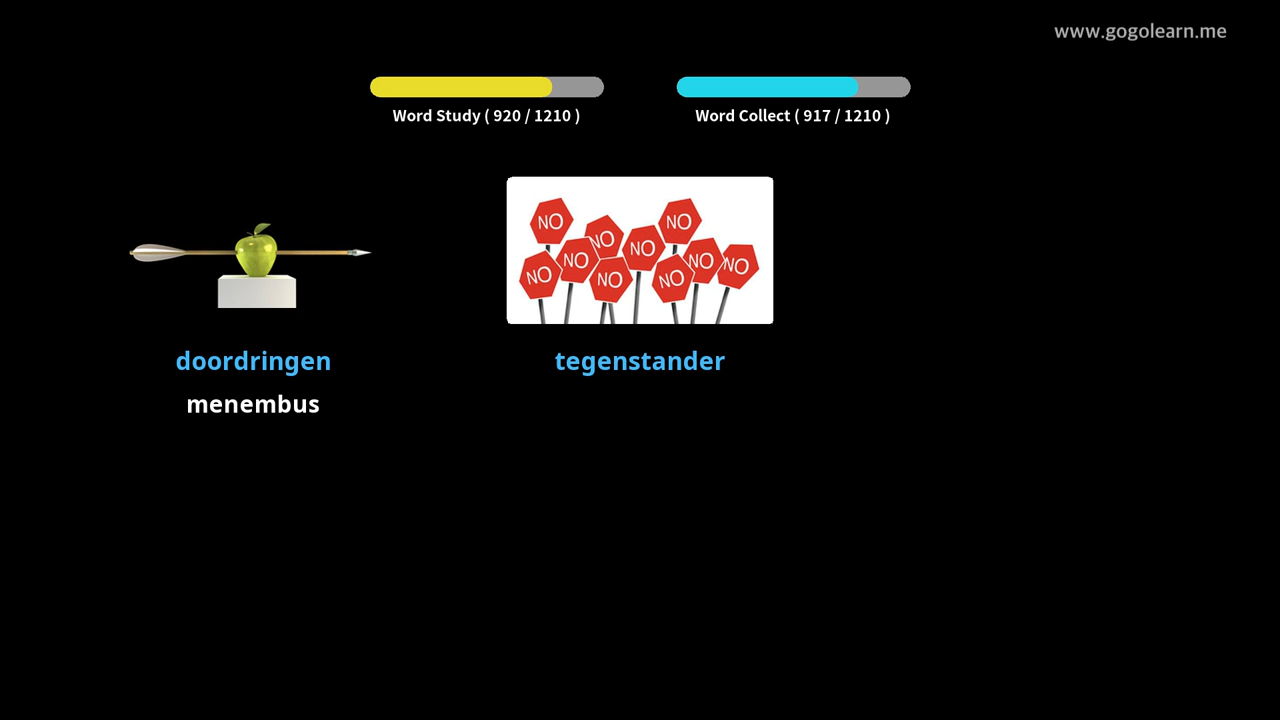 www.gogolearn.me
Word Study ( 920 / 1210 )
Word Collect ( 917 / 1210 )
NO
NO
NO
NO
NO
NO
NO
NO
NO
NO
doordringen
tegenstander
menembus